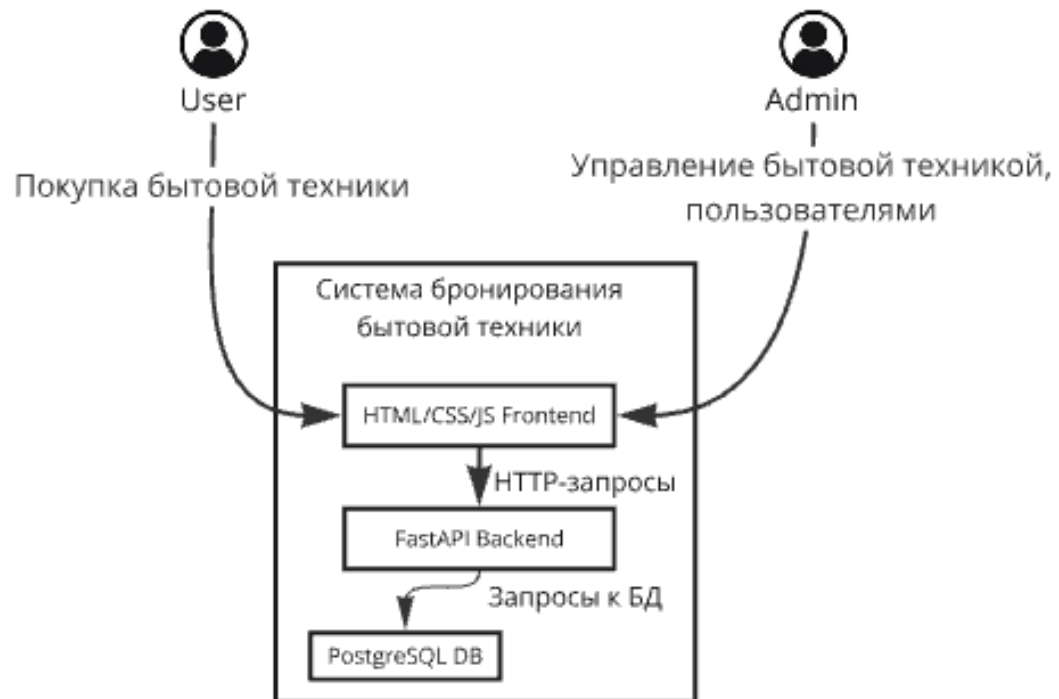 User
Admin
Покупка бытовой техники
Управление бытовой техникой,
пользователями
Система бронирования
бытовой техники
HTML/CSS/JS Frontend
HTTP-запросы
FastAPI Backend
Запросы к БД
PostgreSQL DB